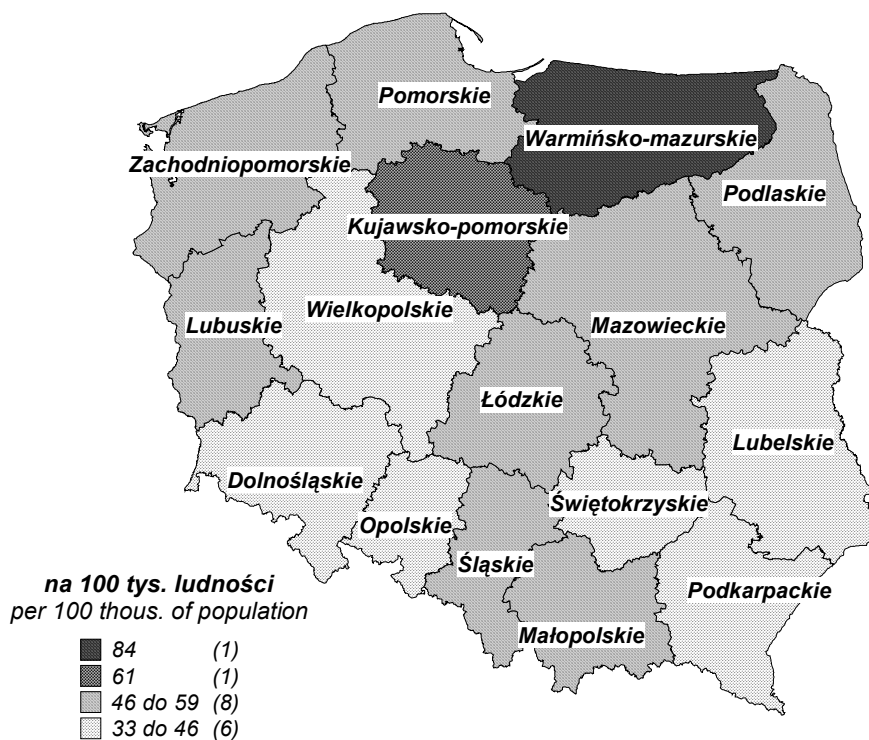 Pomorskie
Warmińsko-mazurskie
Zachodniopomorskie
Podlaskie
Kujawsko-pomorskie
Wielkopolskie
Lubuskie
Mazowieckie
Łódzkie
Lubelskie
Dolnośląskie
Świętokrzyskie
Opolskie
Śląskie
Podkarpackie
Małopolskie
na 100 tys. ludności
per 100 thous. of population
84 (1)
61 (1)
46 do 59 (8)
33 do 46 (6)